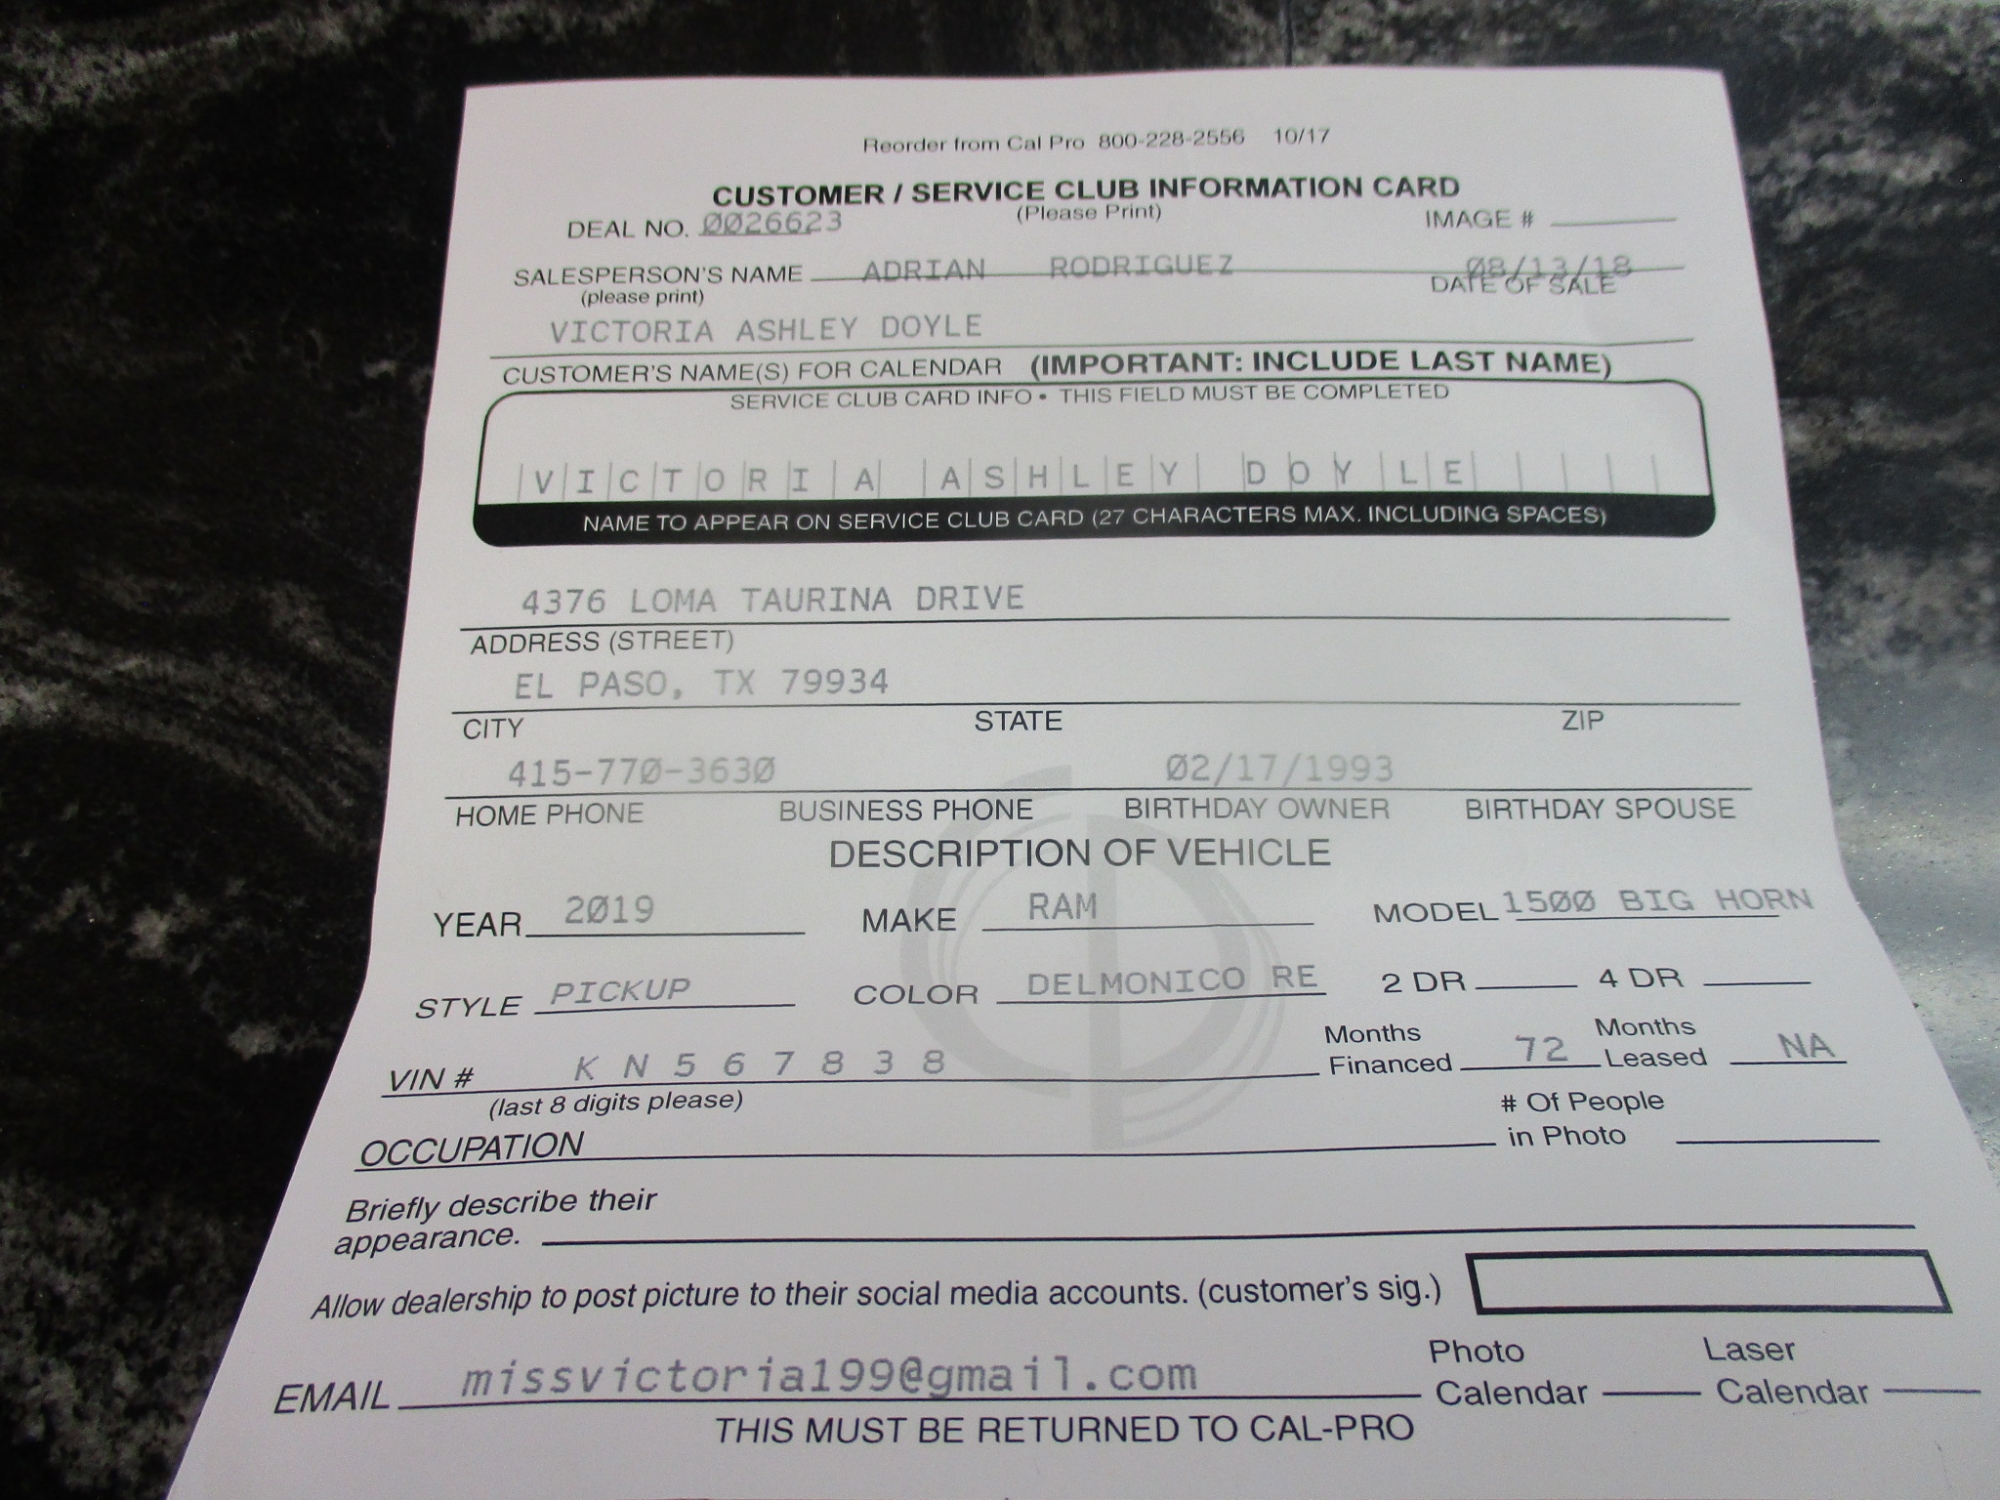 Reorder from Cal Pro 800-228-2556 10/17
CUSTOMER / SERVICE CLUB INFORMATION CARD
DEAL NO. 0026623 (Please Print) IMAGE #
SALESPERSON'S NAME ADRIAN RODRIGUEZ 08/13/18
(please print) DATE OF SALE
VICTORIA ASHLEY DOYLE
CUSTOMER'S NAME(S) FOR CALENDAR (IMPORTANT: INCLUDE LAST NAME)
SERVICE CLUB CARD INFO • THIS FIELD MUST BE COMPLETED
VICTORIA ASHLEY DOYLE
NAME TO APPEAR ON SERVICE CLUB CARD (27 CHARACTERS MAX. INCLUDING SPACES)
4376 LOMA TAURINA DRIVE
ADDRESS (STREET)
EL PASO, TX 79934
CITY STATE ZIP
415-770-3630 02/17/1993
HOME PHONE BUSINESS PHONE BIRTHDAY OWNER BIRTHDAY SPOUSE
DESCRIPTION OF VEHICLE
YEAR 2019 MAKE RAM MODEL 1500 BIG HORN
STYLE PICKUP COLOR DELMONICO RE 2 DR 4 DR
VIN # K N 5 6 7 8 3 8 Months Financed 72 Months Leased NA
(last 8 digits please)
OCCUPATION # Of People in Photo
Briefly describe their
appearance.
Allow dealership to post picture to their social media accounts. (customer's sig.)
EMAIL missvictoria199@gmail.com Photo Calendar Laser Calendar
THIS MUST BE RETURNED TO CAL-PRO